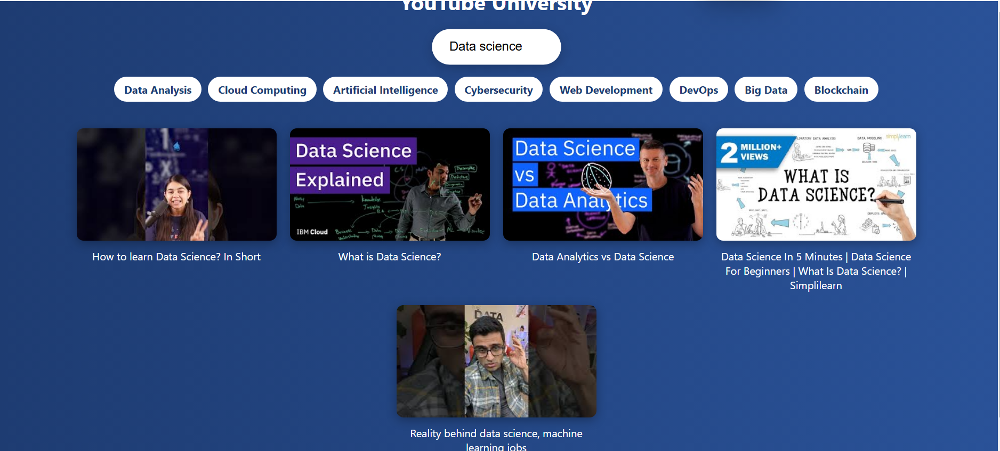 YouTube University
Data science
Data Analysis
Cloud Computing
Artificial Intelligence
Cybersecurity
Web Development
DevOps
Big Data
Blockchain
Data Science
Explained
IBM Cloud
Data Science
vs
Data Analytics
2 MILLION+
VIEWS
DATA MODELING
simplilearn
WHAT IS
DATA SCIENCE?
How to learn Data Science? In Short
What is Data Science?
Data Analytics vs Data Science
Data Science In 5 Minutes | Data Science
For Beginners | What Is Data Science? |
Simplilearn
DATA
Reality behind data science, machine
learning jobs